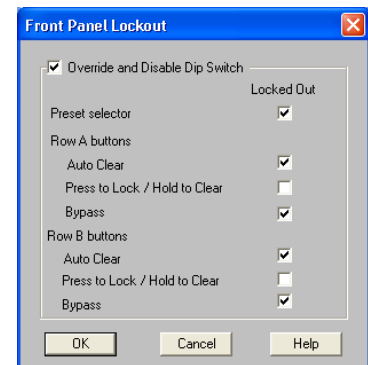 Front Panel Lockout
Override and Disable Dip Switch
Locked Out
Preset selector
Row A buttons
Auto Clear
Press to Lock / Hold to Clear
Bypass
Row B buttons
Auto Clear
Press to Lock / Hold to Clear
Bypass
OK Cancel Help